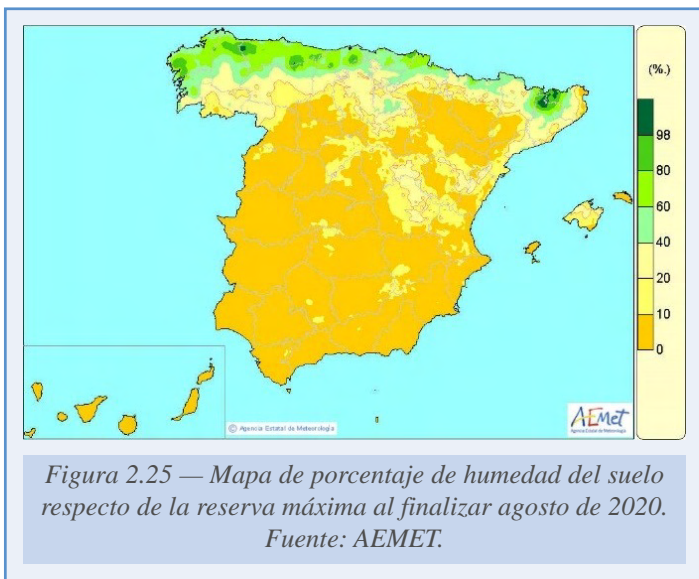 (%.)
98
80
60
40
20
10
0
© Agencia Estatal de Meteorología
AEMet
Agencia Estatal de Meteorología
Figura 2.25 — Mapa de porcentaje de humedad del suelo
respecto de la reserva máxima al finalizar agosto de 2020.
Fuente: AEMET.